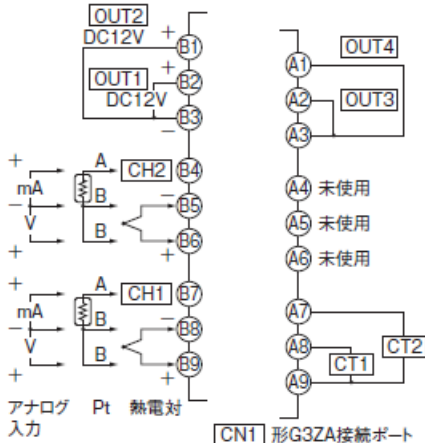 OUT2
DC12V
+
B1
+
OUT1
B2
DC12V
B3
−
+
A
CH2
B4
mA
−
B
−
B5
V
B
B6
+
+
+
A
CH1
B7
mA
−
B
−
B8
V
B
B9
+
+
アナログ
入力
Pt
熱電対
A1
OUT4
A2
OUT3
A3
A4 未使用
A5 未使用
A6 未使用
A7
A8
CT1
CT2
A9
CN1 形G3ZA接続ポート